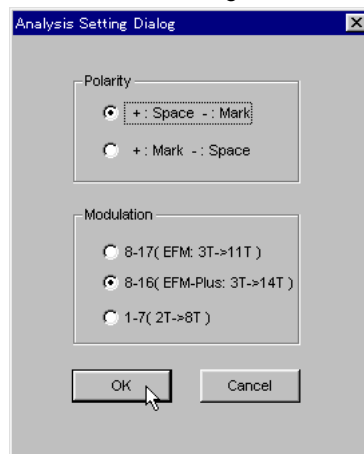 Analysis Setting Dialog
Polarity
+ : Space - : Mark
+ : Mark - : Space
Modulation
8-17( EFM: 3T->11T )
8-16( EFM-Plus: 3T->14T )
1-7( 2T->8T )
OK
Cancel